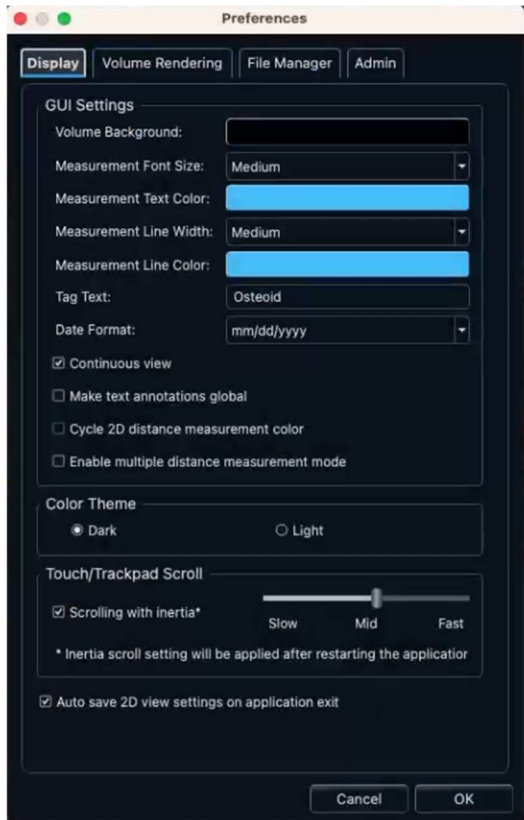 Preferences
Display Volume Rendering File Manager Admin
GUI Settings
Volume Background:
Measurement Font Size: Medium
Measurement Text Color:
Measurement Line Width: Medium
Measurement Line Color:
Tag Text: Osteoid
Date Format: mm/dd/yyyy
Continuous view
Make text annotations global
Cycle 2D distance measurement color
Enable multiple distance measurement mode
Color Theme
Dark Light
Touch/Trackpad Scroll
Scrolling with inertia*
Slow Mid Fast
* Inertia scroll setting will be applied after restarting the applicatior
Auto save 2D view settings on application exit
Cancel OK